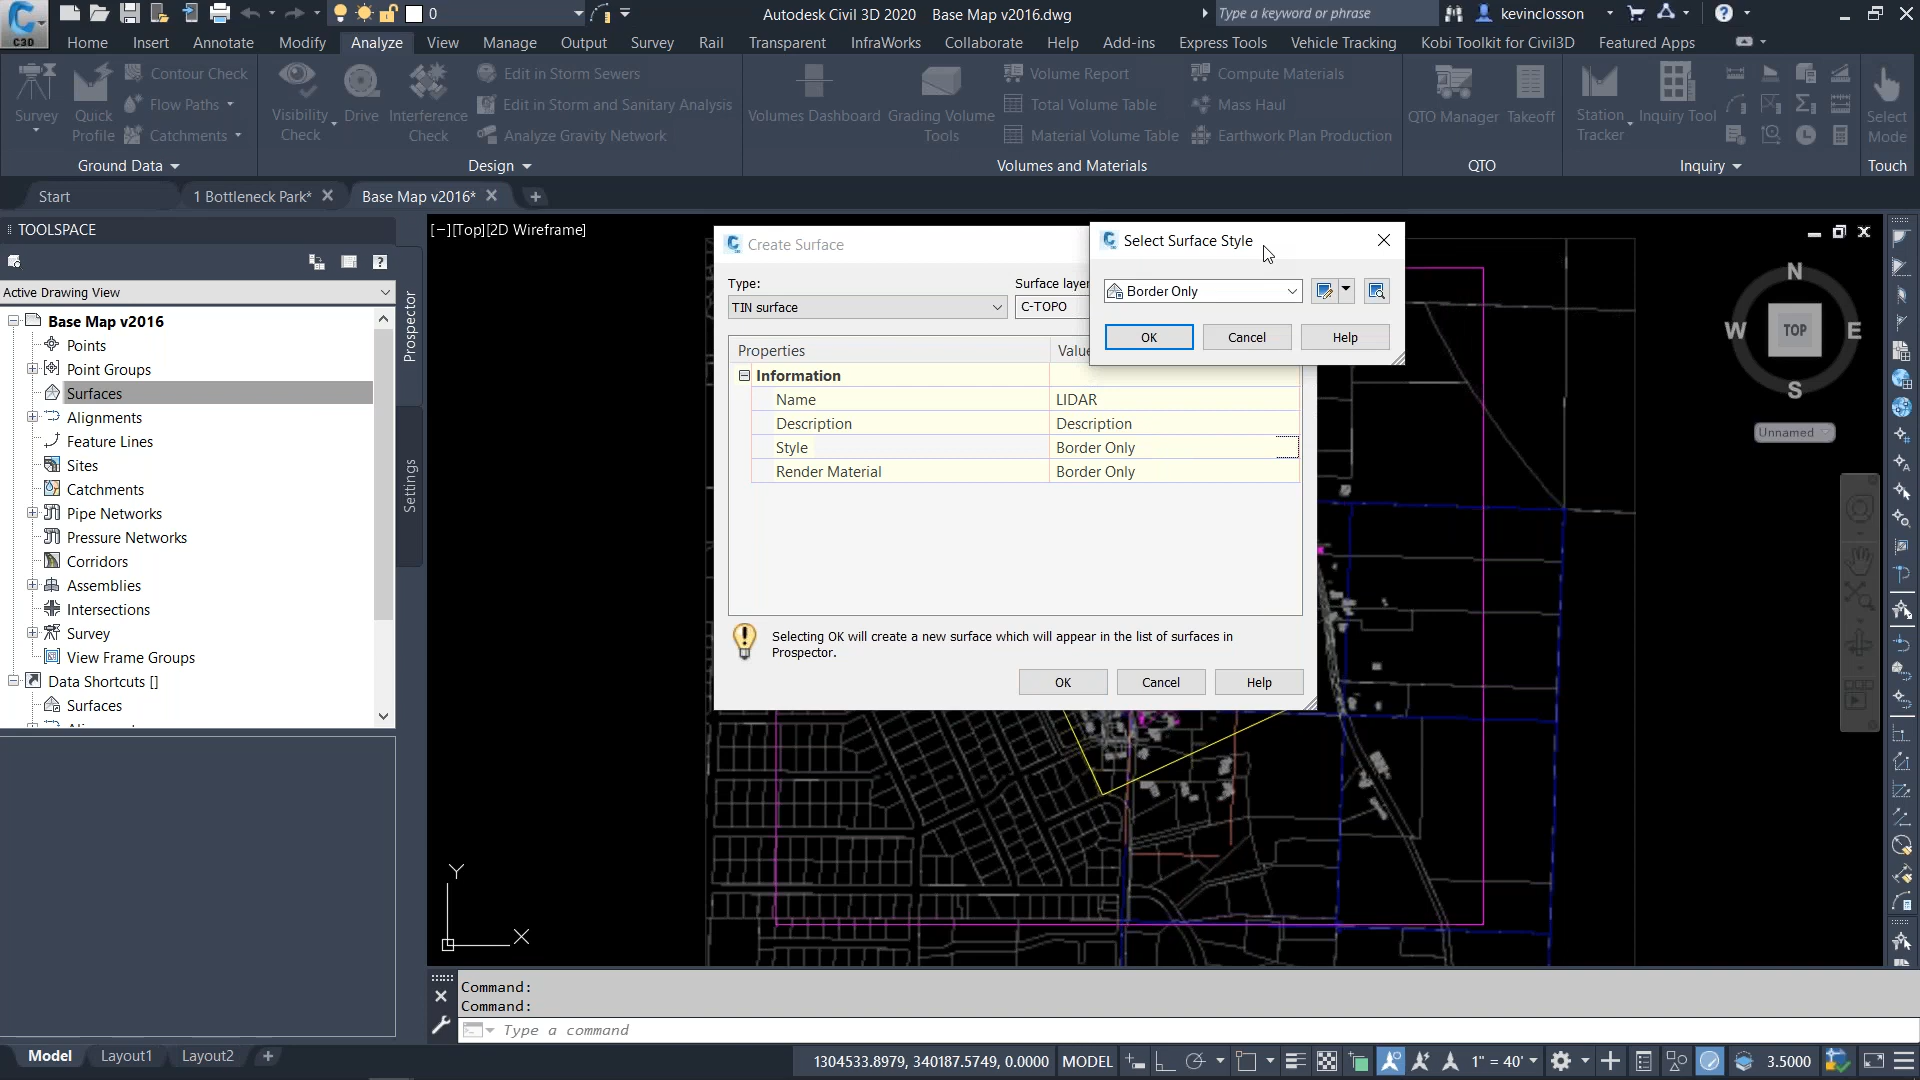 C3D
0
Autodesk Civil 3D 2020 Base Map v2016.dwg
Type a keyword or phrase
kevinclosson
Home Insert Annotate Modify Analyze View Manage Output Survey Rail Transparent InfraWorks Collaborate Help Add-ins Express Tools Vehicle Tracking Kobi Toolkit for Civil3D Featured Apps
Survey
Quick Profile
Contour Check
Flow Paths
Catchments
Ground Data
Visibility Check
Drive
Interference Check
Edit in Storm Sewers
Edit in Storm and Sanitary Analysis
Analyze Gravity Network
Design
Volumes Dashboard
Grading Volume Tools
Volume Report
Total Volume Table
Material Volume Table
Compute Materials
Mass Haul
Earthwork Plan Production
Volumes and Materials
QTO Manager
Takeoff
QTO
Station Tracker
Inquiry Tool
Inquiry
Select Mode
Touch
Start
1 Bottleneck Park*
Base Map v2016*
TOOLSPACE
Active Drawing View
Base Map v2016
Points
Point Groups
Surfaces
Alignments
Feature Lines
Sites
Catchments
Pipe Networks
Pressure Networks
Corridors
Assemblies
Intersections
Survey
View Frame Groups
Data Shortcuts []
Surfaces
Prospector
Settings
[−][Top][2D Wireframe]
Create Surface
Type:
TIN surface
Surface layer
C-TOPO
Properties
Value
Information
Name LIDAR
Description Description
Style Border Only
Render Material Border Only
Selecting OK will create a new surface which will appear in the list of surfaces in
Prospector.
OK Cancel Help
Select Surface Style
Border Only
OK Cancel Help
N
W TOP E
S
Unnamed
Y
X
Command:
Command:
Type a command
Model Layout1 Layout2
1304533.8979, 340187.5749, 0.0000 MODEL
1" = 40'
3.5000